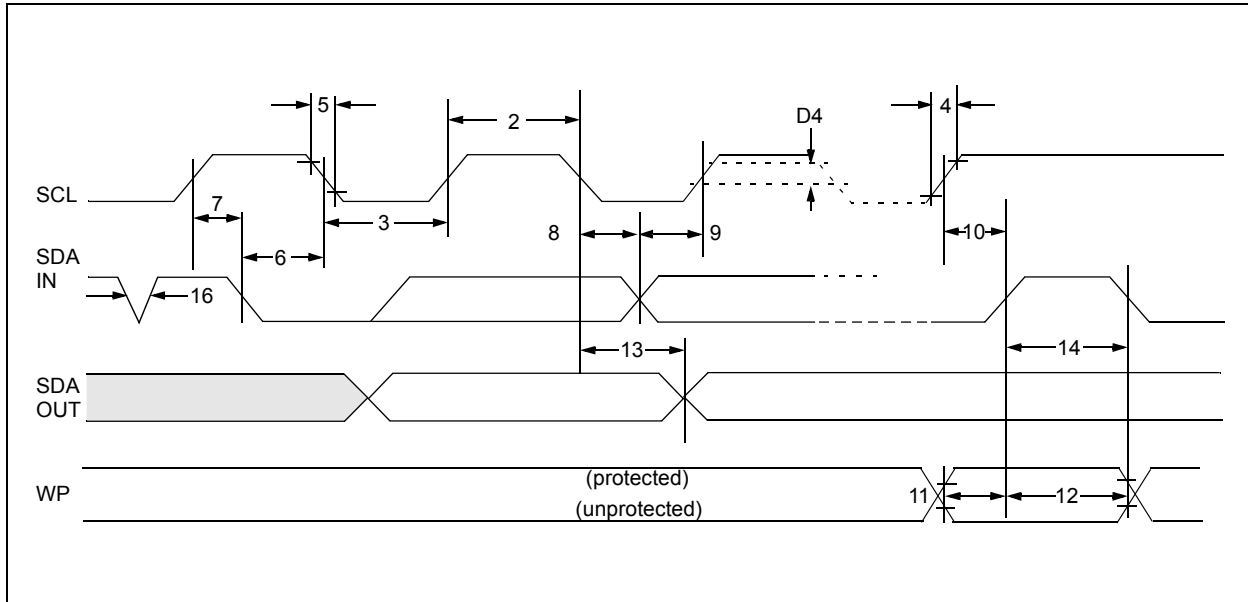 5
2
D4
4
SCL
7
3
8
9
10
SDA
IN
6
16
13
14
SDA
OUT
WP
(protected)
(unprotected)
11
12